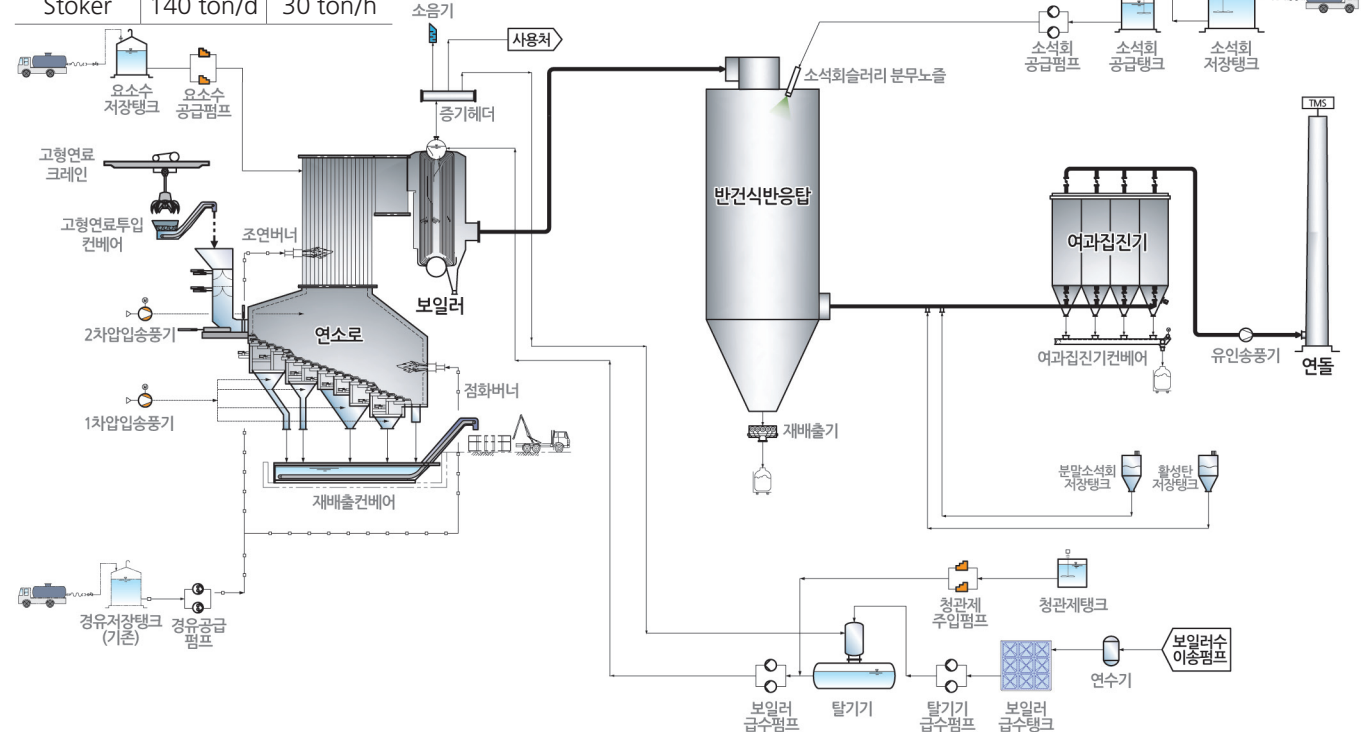 Stoker 140 ton/d 30 ton/h
소음기
사용처
소석회
공급펌프
소석회
공급탱크
소석회
저장탱크
요소수
저장탱크
요소수
공급펌프
증기헤더
소석회슬러리 분무노즐
TMS
고형연료
크레인
고형연료투입
컨베어
조연버너
반건식반응탑
여과집진기
보일러
2차압입송풍기
연소로
여과집진기컨베어
유인송풍기
연돌
점화버너
1차압입송풍기
재배출기
재배출컨베어
분말소석회
저장탱크
활성탄
저장탱크
경유저장탱크
(기존)
경유공급
펌프
청관제
주입펌프
청관제탱크
보일러수
이송펌프
연수기
보일러
급수펌프
탈기기
탈기기
급수펌프
보일러
급수탱크